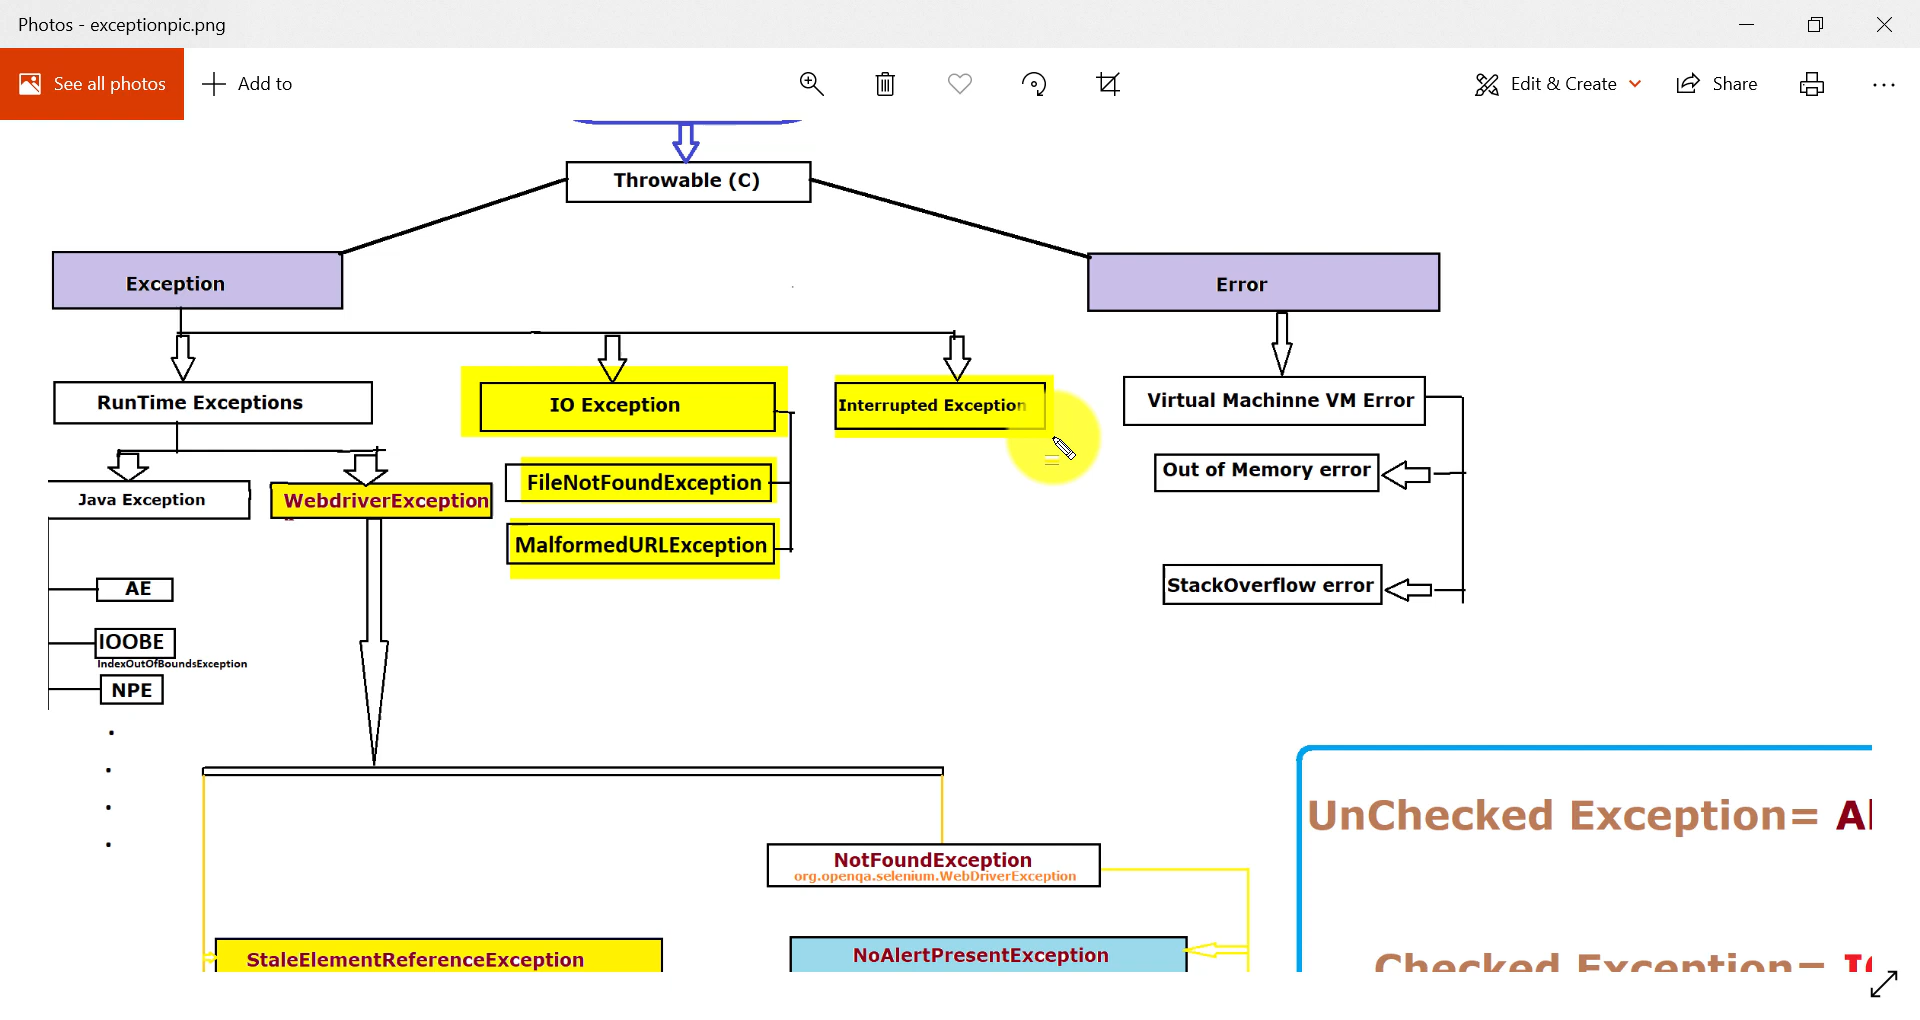 Photos - exceptionpic.png
See all photos
Add to
Edit & Create
Share
Throwable (C)
Exception
Error
RunTime Exceptions
IO Exception
Interrupted Exception
Virtual Machinne VM Error
Out of Memory error
Java Exception
WebdriverException
FileNotFoundException
MalformedURLException
StackOverflow error
AE
IOOBE
IndexOutOfBoundsException
NPE
UnChecked Exception=
NotFoundException
org.openqa.selenium.WebDriverException
StaleElementReferenceException
NoAlertPresentException
Checked Exception=